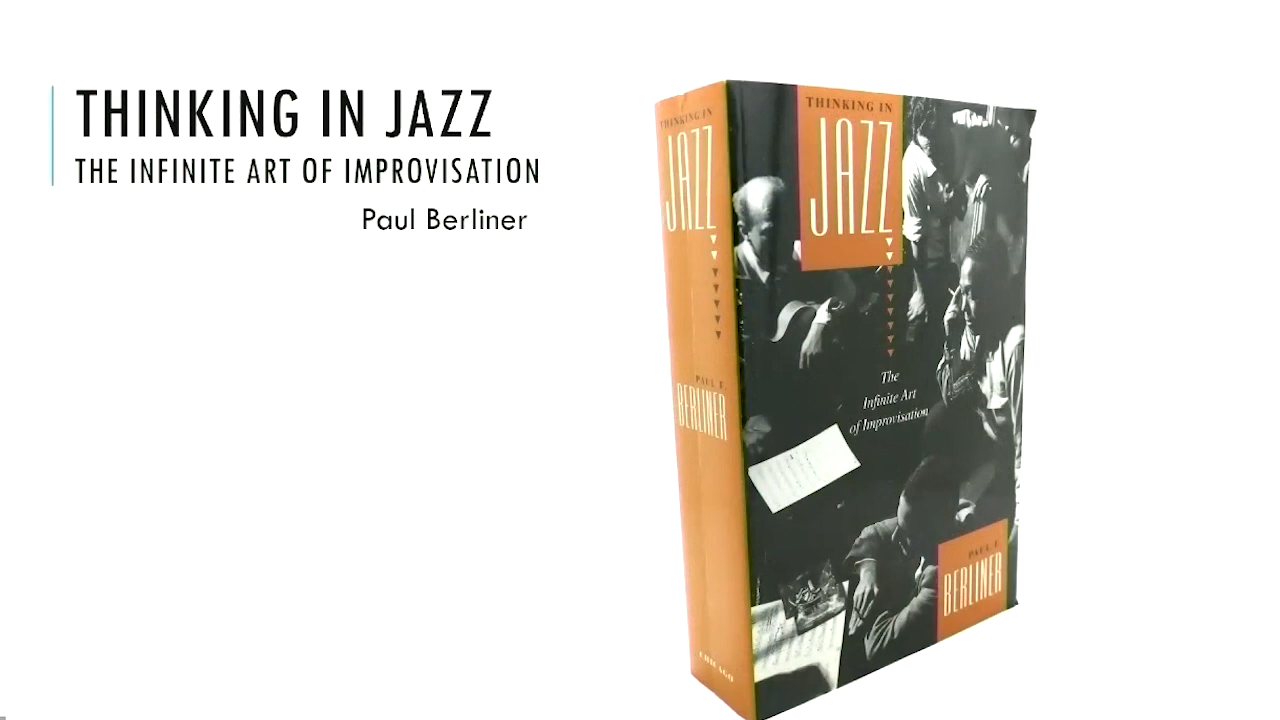 THINKING IN JAZZ
THE INFINITE ART OF IMPROVISATION
Paul Berliner
THINKING IN
JAZZ
PAUL F.
BERLINER
CHICAGO
THINKING IN
JAZZ
The
Infinite Art
of Improvisation
PAUL F.
BERLINER